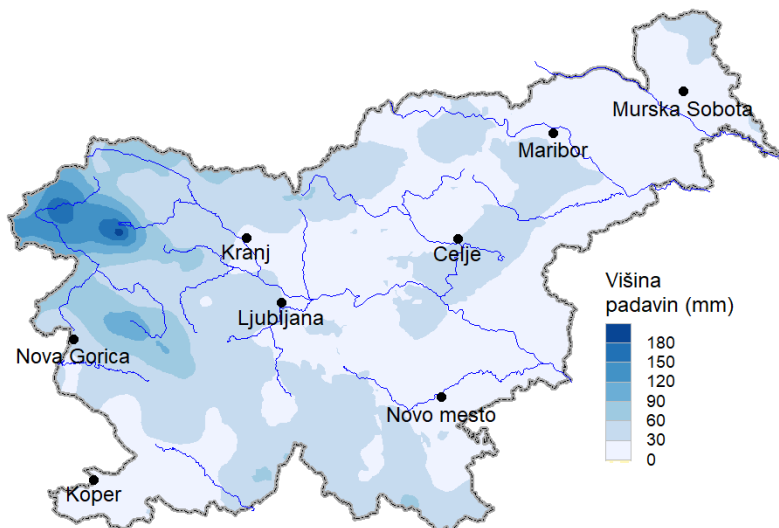 Murska Sobota
Maribor
Kranj
Celje
Ljubljana
Nova Gorica
Novo mesto
Koper
Višina
padavin (mm)
180
150
120
90
60
30
0